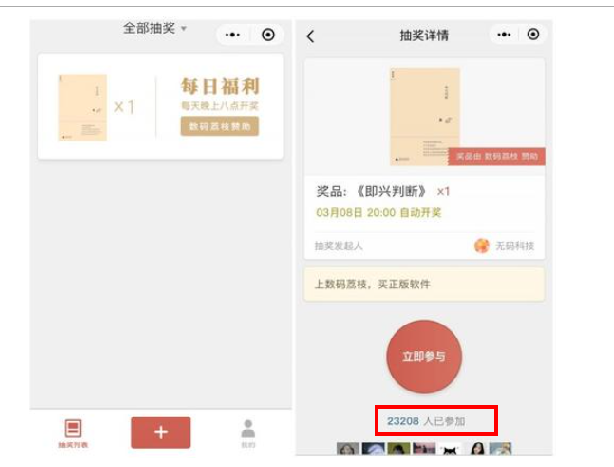 全部抽奖
×1
每日福利
每天晚上八点开奖
数码荔枝赞助
抽奖列表
+
我的
抽奖详情
奖品由 数码荔枝 赞助
奖品:《即兴判断》 ×1
03月08日 20:00 自动开奖
抽奖发起人
无码科技
上数码荔枝,买正版软件
立即参与
23208 人已参加